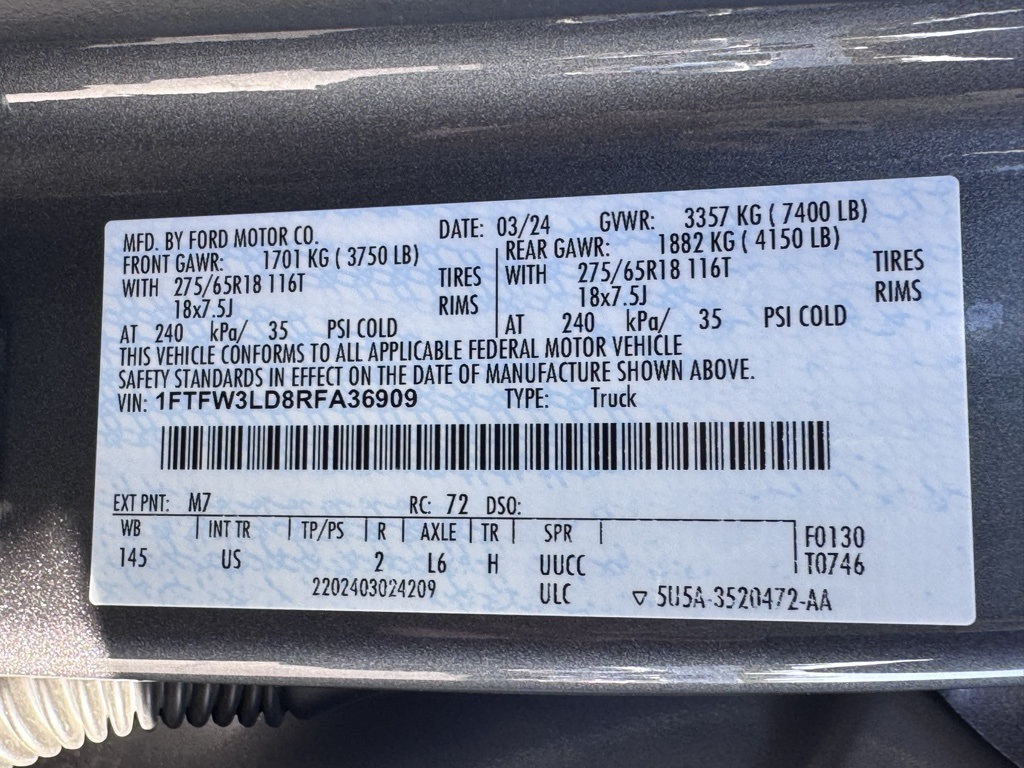 MFD. BY FORD MOTOR CO. DATE: 03/24 GVWR: 3357 KG ( 7400 LB)
FRONT GAWR: 1701 KG ( 3750 LB) REAR GAWR: 1882 KG ( 4150 LB)
WITH 275/65R18 116T TIRES WITH 275/65R18 116T TIRES
18x7.5J RIMS 18x7.5J RIMS
AT 240 kPa/ 35 PSI COLD AT 240 kPa/ 35 PSI COLD
THIS VEHICLE CONFORMS TO ALL APPLICABLE FEDERAL MOTOR VEHICLE
SAFETY STANDARDS IN EFFECT ON THE DATE OF MANUFACTURE SHOWN ABOVE.
VIN: 1FTFW3LD8RFA36909 TYPE: Truck
EXT PNT: M7 RC: 72 DSO:
WB INT TR TP/PS R AXLE TR SPR F0130
145 US 2 L6 H UUCC T0746
2202403024209 ULC ▽ 5U5A-3520472-AA